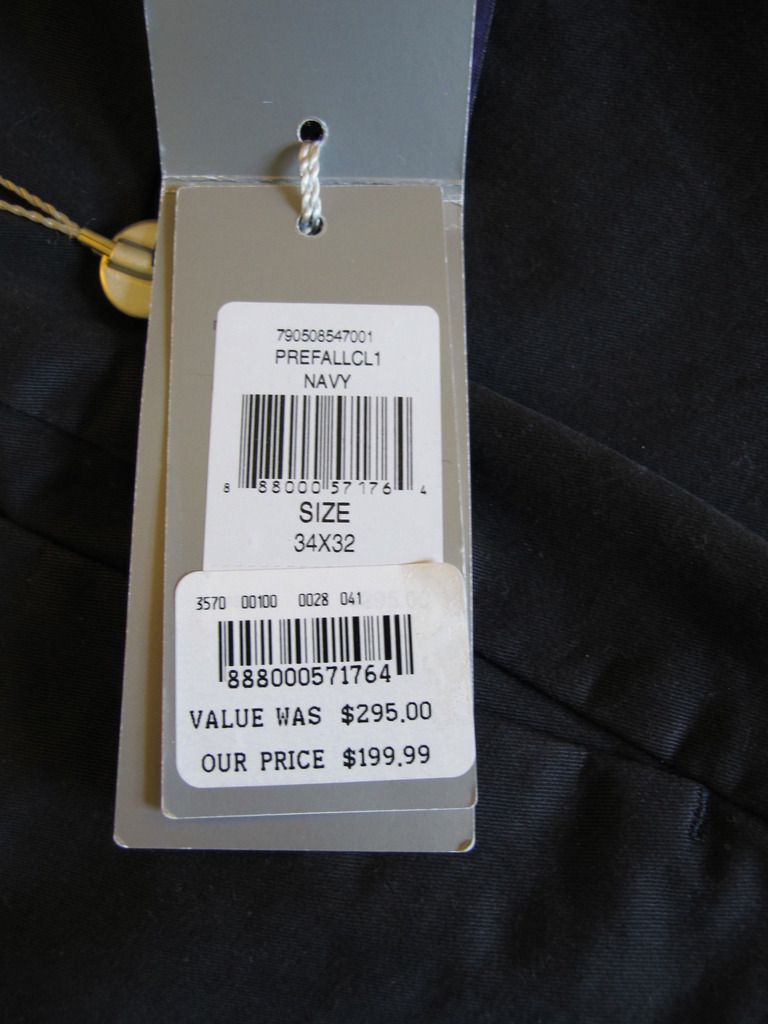 790508547001
PREFALLCL1
NAVY
8 88000 57176 4
SIZE
34X32
3570 00100 0028 041
888000571764
VALUE WAS $295.00
OUR PRICE $199.99